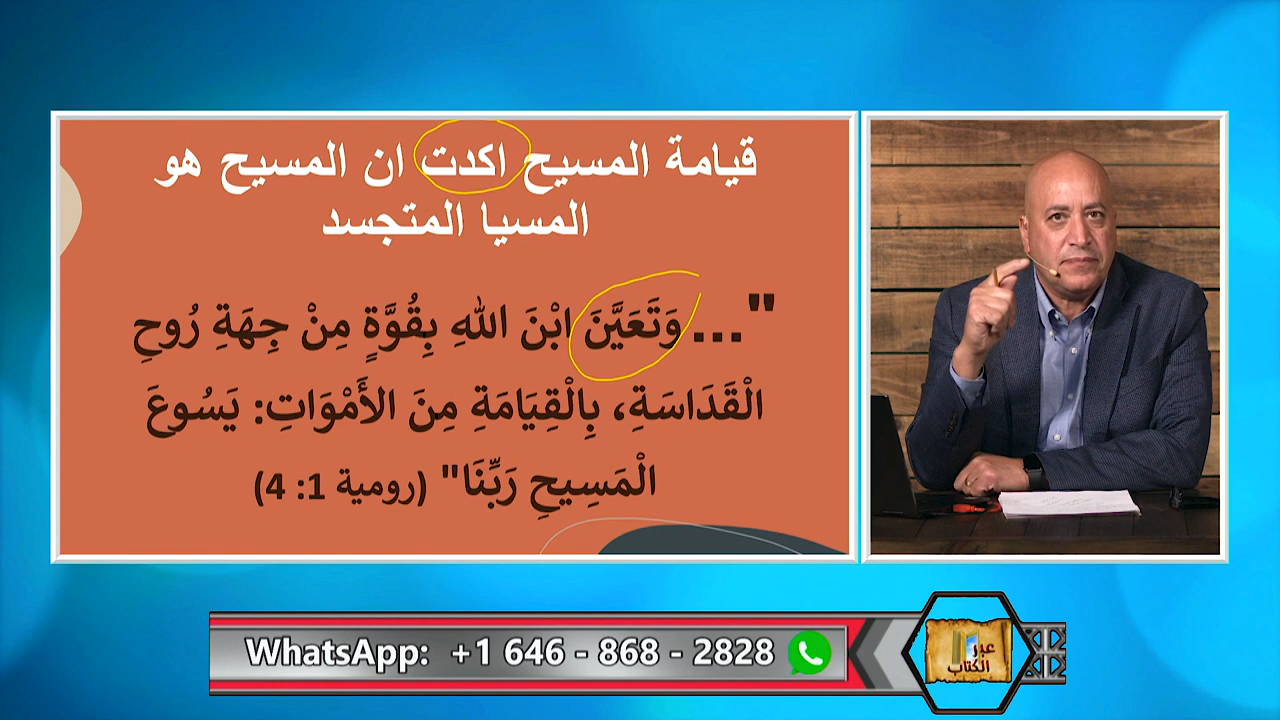 قيامة المسيح اكدت ان المسيح هو
المسيا المتجسد
"... وَتَعَيَّنَ ابْنَ اللهِ بِقُوَّةٍ مِنْ جِهَةِ رُوحِ
الْقَدَاسَةِ، بِالْقِيَامَةِ مِنَ الأَمْوَاتِ: يَسُوعَ
الْمَسِيحِ رَبِّنَا" (رومية 1: 4)
WhatsApp: +1 646 - 868 - 2828
عبر
الكتاب